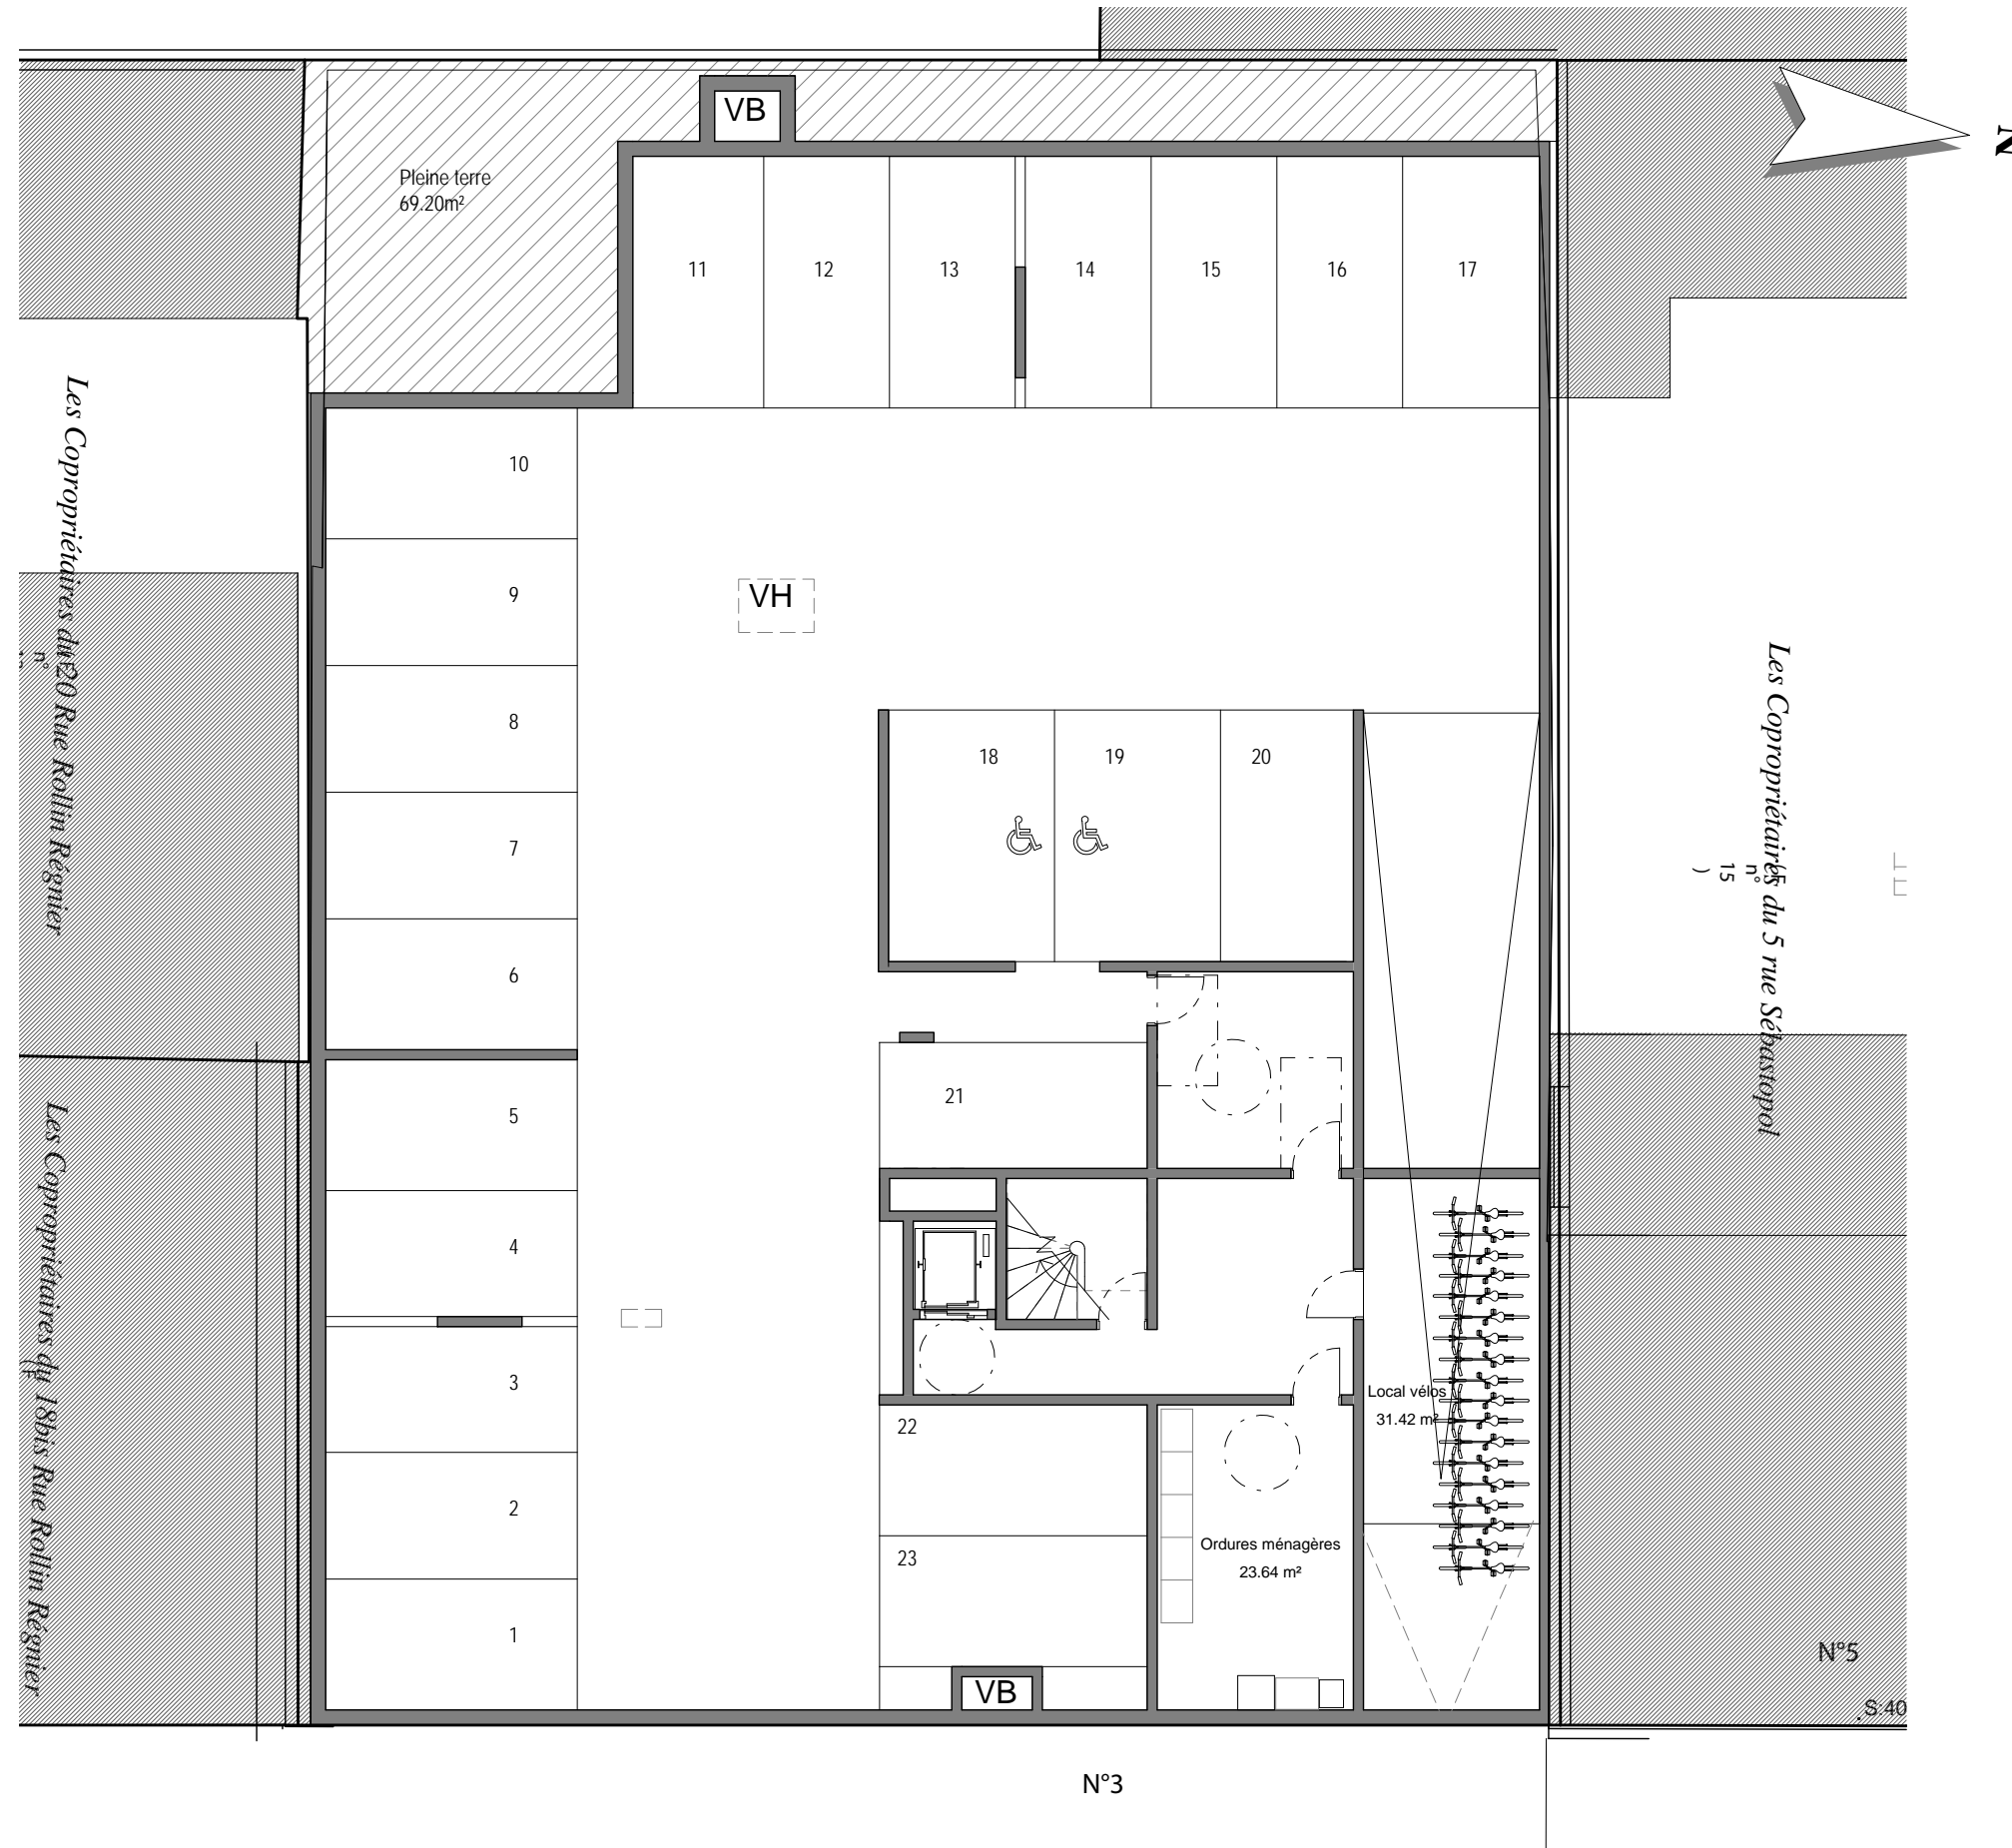 VB
N
Pleine terre
69.20m²
11
12
13
14
15
16
17
Les Copropriétaires du 20 Rue Rollin Régnier
n°
10
9
VH
8
7
6
18
19
20
Les Copropriétaires du 5 rue Sébastopol
n°
15
)
21
5
4
3
2
1
Les Copropriétaires du 18bis Rue Rollin Régnier
Local vélos
31.42 m²
22
23
Ordures ménagères
23.64 m²
VB
N°5
S:40
N°3